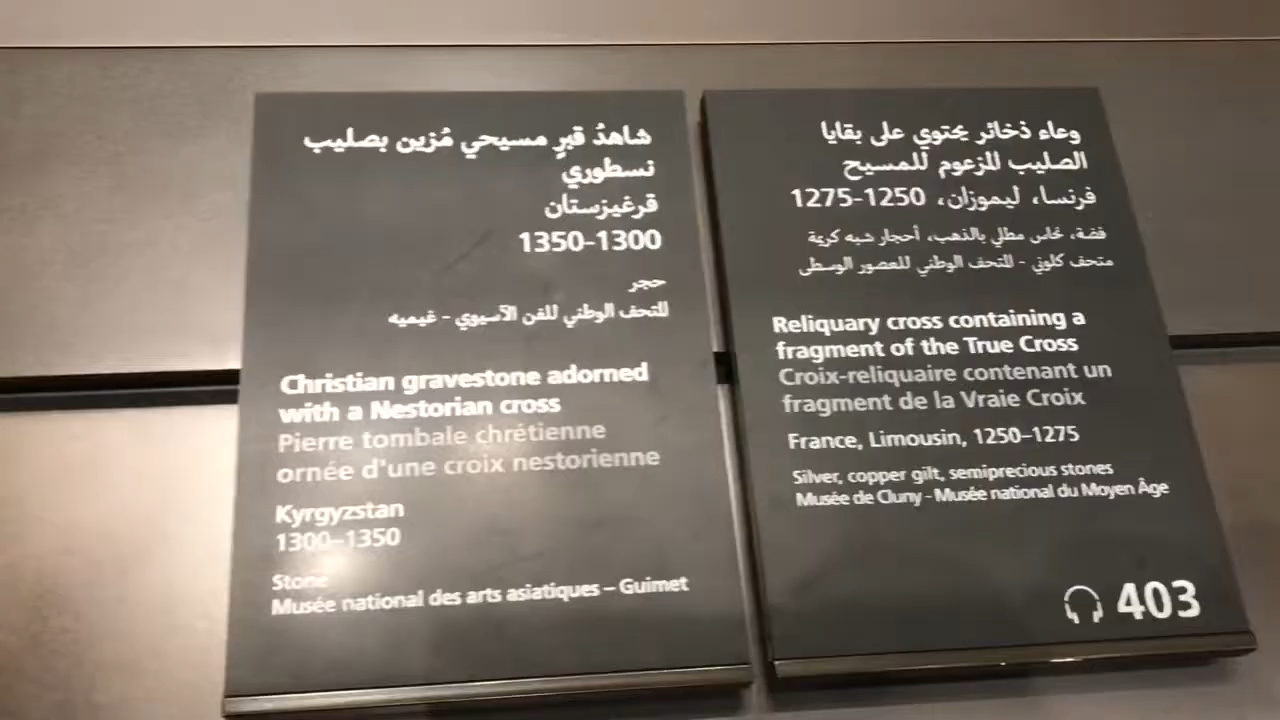 شاهدُ قبرٍ مسيحي مُزين بصليب
نسطوري
قرغيزستان
1350-1300
حجر
المتحف الوطني للفن الآسيوي - غيميه
Christian gravestone adorned
with a Nestorian cross
Pierre tombale chrétienne
ornée d'une croix nestorienne
Kyrgyzstan
1300–1350
Stone
Musée national des arts asiatiques – Guimet
وعاء ذخائر يحتوي على بقايا
الصليب المزعوم للمسيح
فرنسا، ليموزان، 1250-1275
فضة، نحاس مطلي بالذهب، أحجار شبه كريمة
متحف كلوني - المتحف الوطني للعصور الوسطى
Reliquary cross containing a
fragment of the True Cross
Croix-reliquaire contenant un
fragment de la Vraie Croix
France, Limousin, 1250–1275
Silver, copper gilt, semiprecious stones
Musée de Cluny - Musée national du Moyen Âge
403